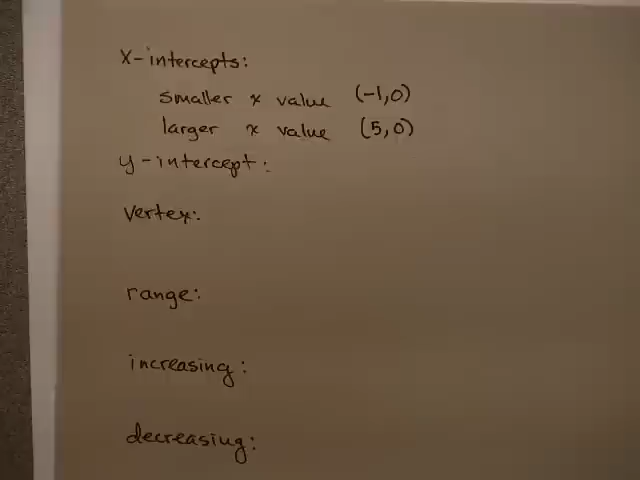 x-intercepts:
smaller x value (-1,0)
larger x value (5,0)
y-intercept:
vertex:
range:
increasing:
decreasing: